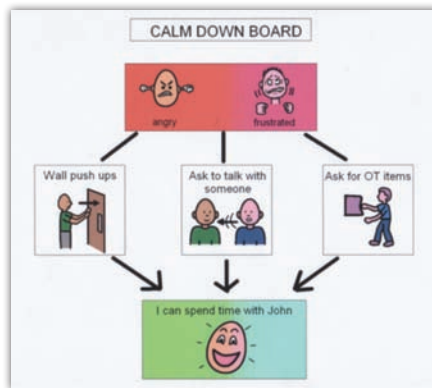 CALM DOWN BOARD
angry
frustrated
Wall push ups
Ask to talk with
someone
Ask for OT items
I can spend time with John